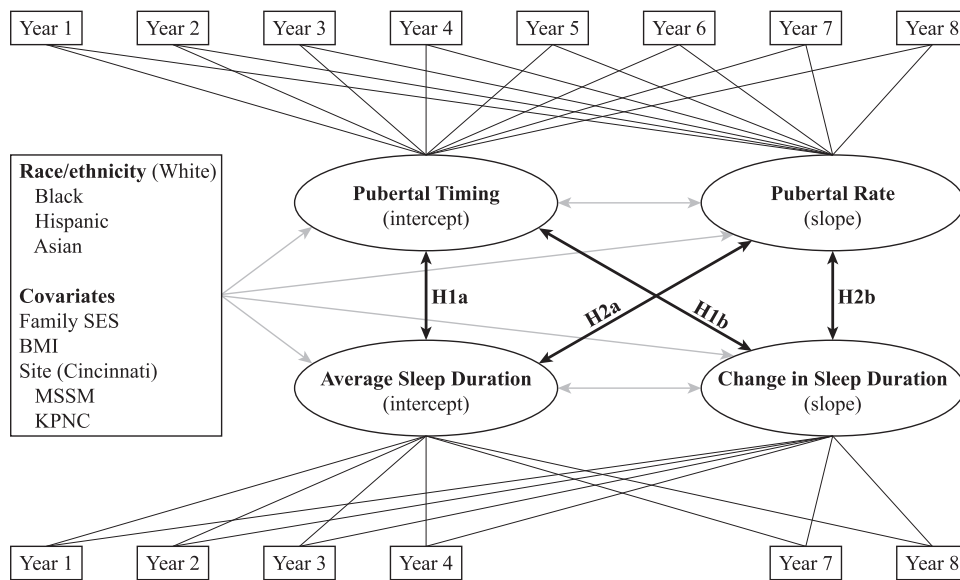 Year 1
Year 2
Year 3
Year 4
Year 5
Year 6
Year 7
Year 8
Race/ethnicity (White)
Black
Hispanic
Asian
Covariates
Family SES
BMI
Site (Cincinnati)
MSSM
KPNC
Pubertal Timing
(intercept)
Pubertal Rate
(slope)
H1a
H2a
H1b
H2b
Average Sleep Duration
(intercept)
Change in Sleep Duration
(slope)
Year 1
Year 2
Year 3
Year 4
Year 7
Year 8